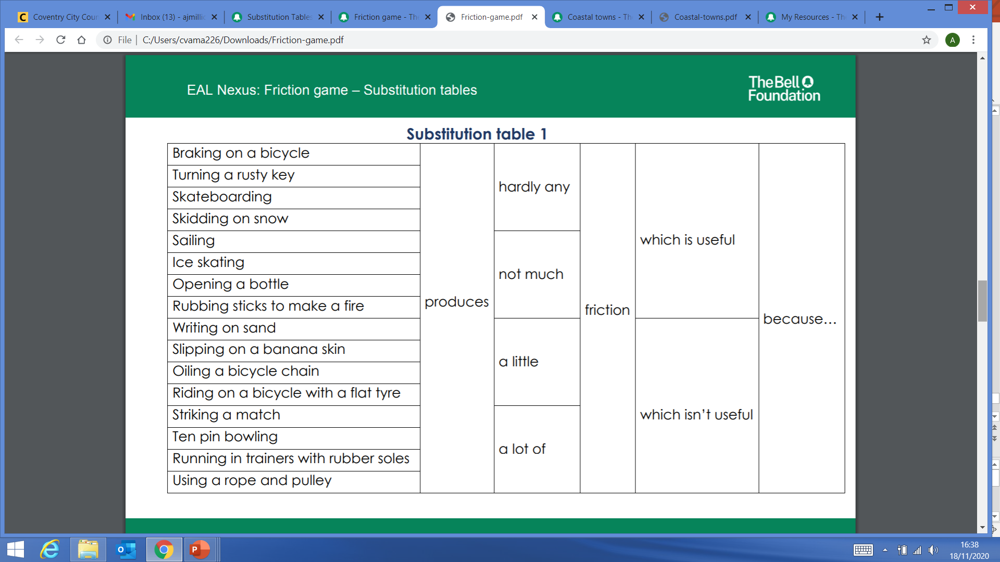 Coventry City Coun
Inbox (13) - ajmillic
Substitution Tables
Friction game - The
Friction-game.pdf
Coastal towns - The
Coastal-towns.pdf
My Resources - The
File
C:/Users/cvama226/Downloads/Friction-game.pdf
A
EAL Nexus: Friction game – Substitution tables
The Bell
Foundation
Substitution table 1
Braking on a bicycle
Turning a rusty key
Skateboarding
Skidding on snow
Sailing
Ice skating
Opening a bottle
Rubbing sticks to make a fire
Writing on sand
Slipping on a banana skin
Oiling a bicycle chain
Riding on a bicycle with a flat tyre
Striking a match
Ten pin bowling
Running in trainers with rubber soles
Using a rope and pulley
produces
hardly any
not much
a little
a lot of
friction
which is useful
which isn't useful
because…
16:38
18/11/2020